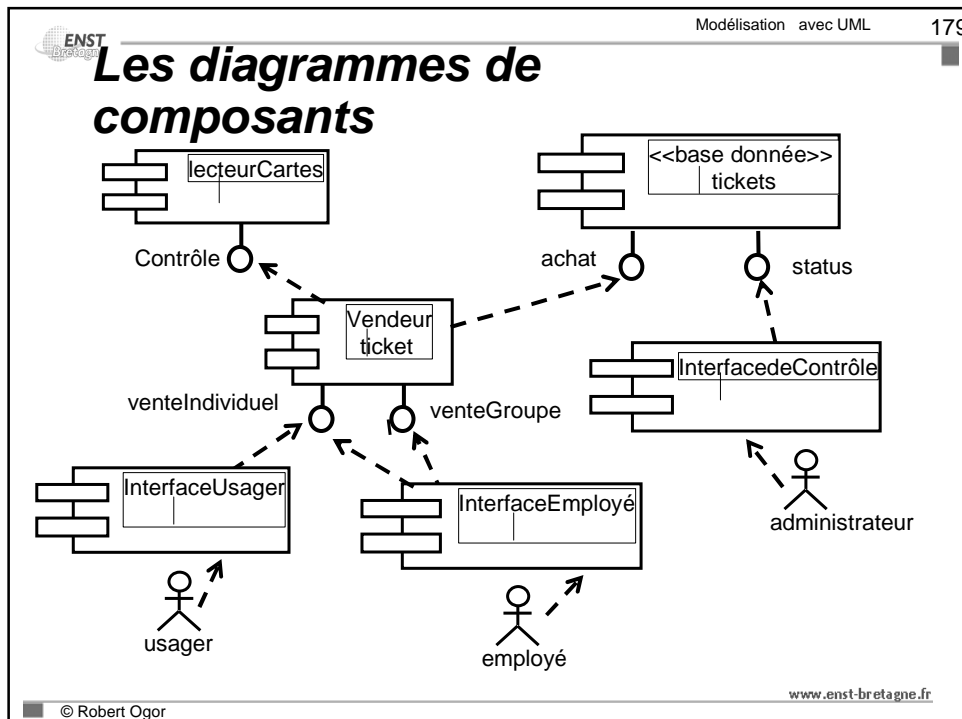 Modélisation avec UML
179
ENST
Bretagne
Les diagrammes de
composants
lecteurCartes
<<base donnée>>
tickets
Contrôle
achat
status
Vendeur
ticket
InterfacedeContrôle
venteIndividuel
venteGroupe
InterfaceUsager
InterfaceEmployé
administrateur
usager
employé
www.enst-bretagne.fr
© Robert Ogor